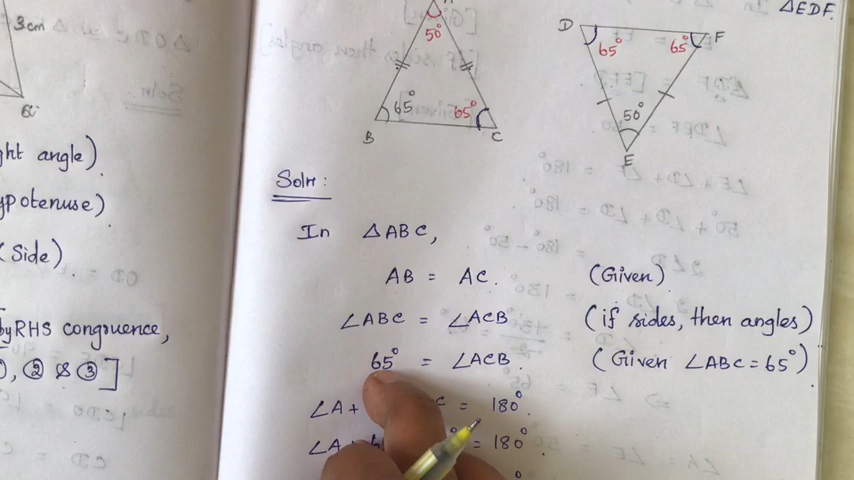 3cm
ght angle).
ypotenuse)
(Side)
by RHS congruence,
), ② & ③]
50°
B 65° 65° C
D 65° 65° F
50°
E
△EDF.
Soln:
In △ABC,
AB = AC. (Given)
∠ABC = ∠ACB (if sides, then angles)
65° = ∠ACB. (Given ∠ABC=65°)
∠A+ C = 180°.
∠A+ = 180°.